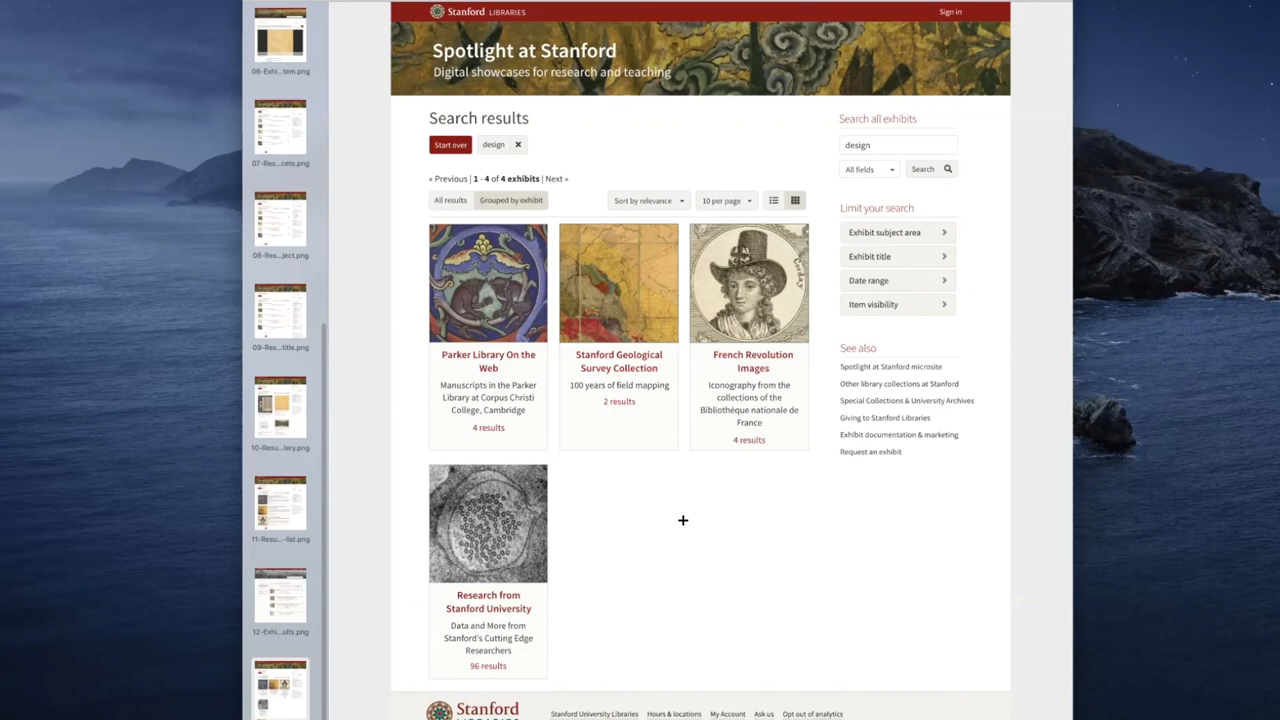 06-Exhi...tem.png
07-Res...cets.png
08-Res...ject.png
09-Res...title.png
10-Resu...lery.png
11-Resu...-list.png
12-Exhi...ults.png
Stanford LIBRARIES
Sign in
Spotlight at Stanford
Digital showcases for research and teaching
Search results
Start over
design ✖
« Previous | 1 - 4 of 4 exhibits | Next »
All results Grouped by exhibit
Sort by relevance
10 per page
Parker Library On the
Web
Manuscripts in the Parker
Library at Corpus Christi
College, Cambridge
4 results
Stanford Geological
Survey Collection
100 years of field mapping
2 results
Corday
French Revolution
Images
Iconography from the
collections of the
Bibliothèque nationale de
France
4 results
Research from
Stanford University
Data and More from
Stanford's Cutting Edge
Researchers
96 results
Search all exhibits
design
All fields
Search
Limit your search
Exhibit subject area
Exhibit title
Date range
Item visibility
See also
Spotlight at Stanford microsite
Other library collections at Stanford
Special Collections & University Archives
Giving to Stanford Libraries
Exhibit documentation & marketing
Request an exhibit
Stanford
Stanford University Libraries Hours & locations My Account Ask us Opt out of analytics